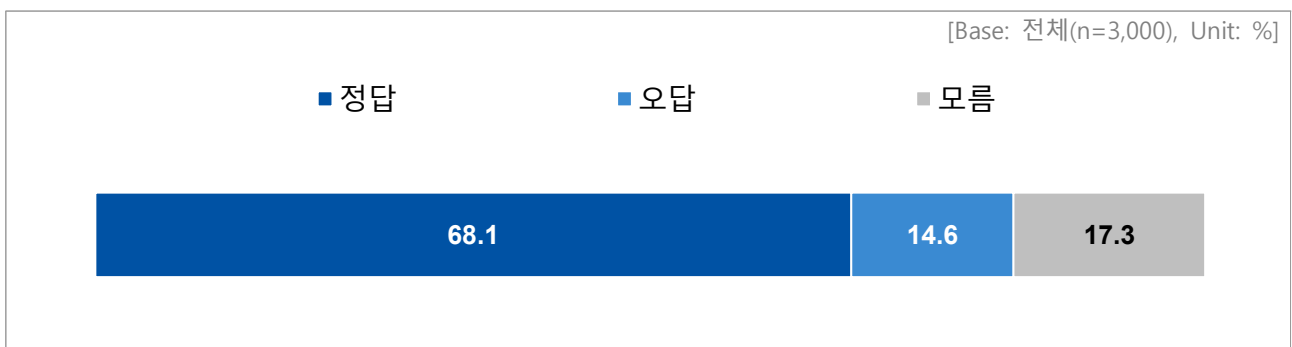 [Base: 전체(n=3,000), Unit: %]
정답 오답 모름
68.1 14.6 17.3